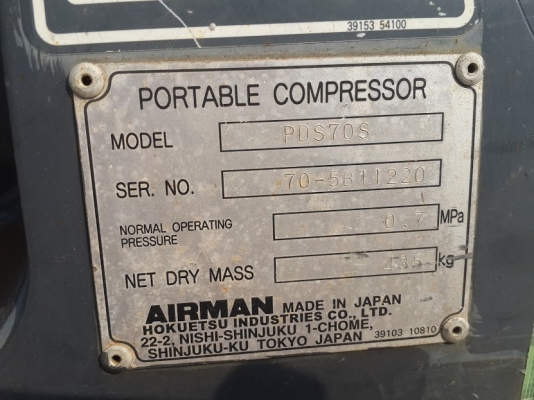 39153 54100
PORTABLE COMPRESSOR
MODEL PDS70S
SER. NO. 70-5811220
NORMAL OPERATING PRESSURE 0.7 MPa
NET DRY MASS kg
AIRMAN MADE IN JAPAN
HOKUETSU INDUSTRIES CO., LTD.
22-2, NISHI-SHINJUKU 1-CHOME,
SHINJUKU-KU TOKYO JAPAN 39103 10810